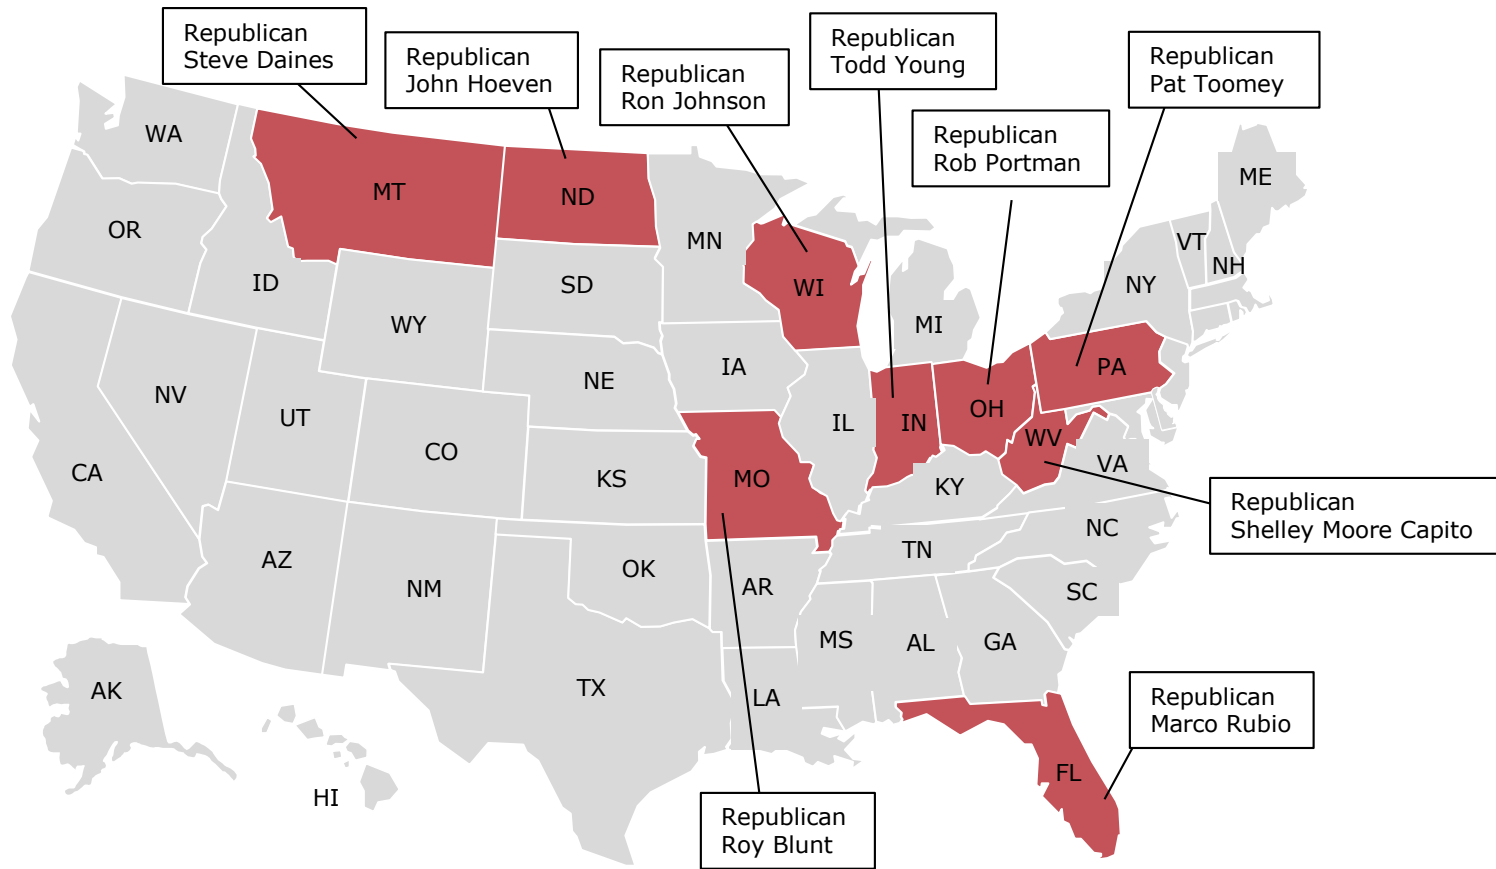 Republican
Steve Daines
Republican
John Hoeven
Republican
Ron Johnson
Republican
Todd Young
Republican
Rob Portman
Republican
Pat Toomey
WA
MT
ND
ME
OR
MN
VT
NH
ID
SD
WI
NY
WY
MI
NV
NE
IA
PA
UT
IL
IN
OH
CO
WV
CA
KS
MO
KY
VA
Republican
Shelley Moore Capito
AZ
NM
OK
AR
TN
NC
SC
MS
AL
GA
AK
TX
LA
Republican
Marco Rubio
HI
FL
Republican
Roy Blunt